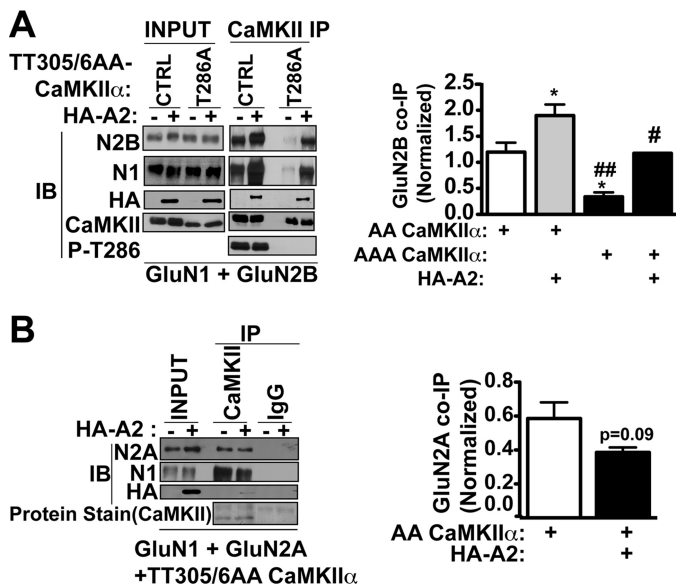 A
INPUT CaMKII IP
TT305/6AA-
CaMKIIα:
CTRL T286A CTRL T286A
HA-A2: - + - + - + - +
N2B
N1
IB
HA
CaMKII
P-T286
GluN1 + GluN2B
GluN2B co-IP
(Normalized)
2.5
2.0
1.5
1.0
0.5
0.0
*
##
*
#
AA CaMKIIα: + +
AAA CaMKIIα: + +
HA-A2: + +
B
IP
INPUT CaMKII IgG
HA-A2 : - + - + - +
N2A
IB N1
HA
Protein Stain(CaMKII)
GluN1 + GluN2A
+TT305/6AA CaMKIIα
GluN2A co-IP
(Normalized)
0.8
0.6
0.4
0.2
0.0
p=0.09
AA CaMKIIα: + +
HA-A2: +